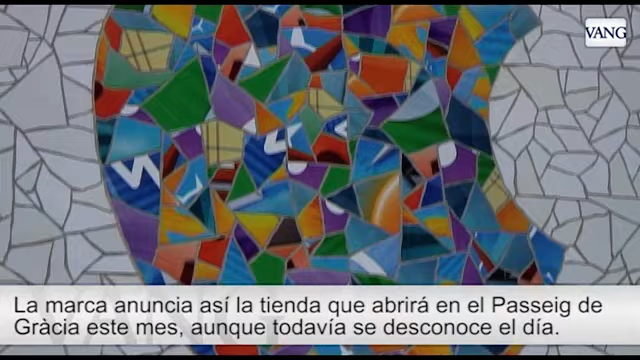 VANG
La marca anuncia así la tienda que abrirá en el Passeig de
Gràcia este mes, aunque todavía se desconoce el día.